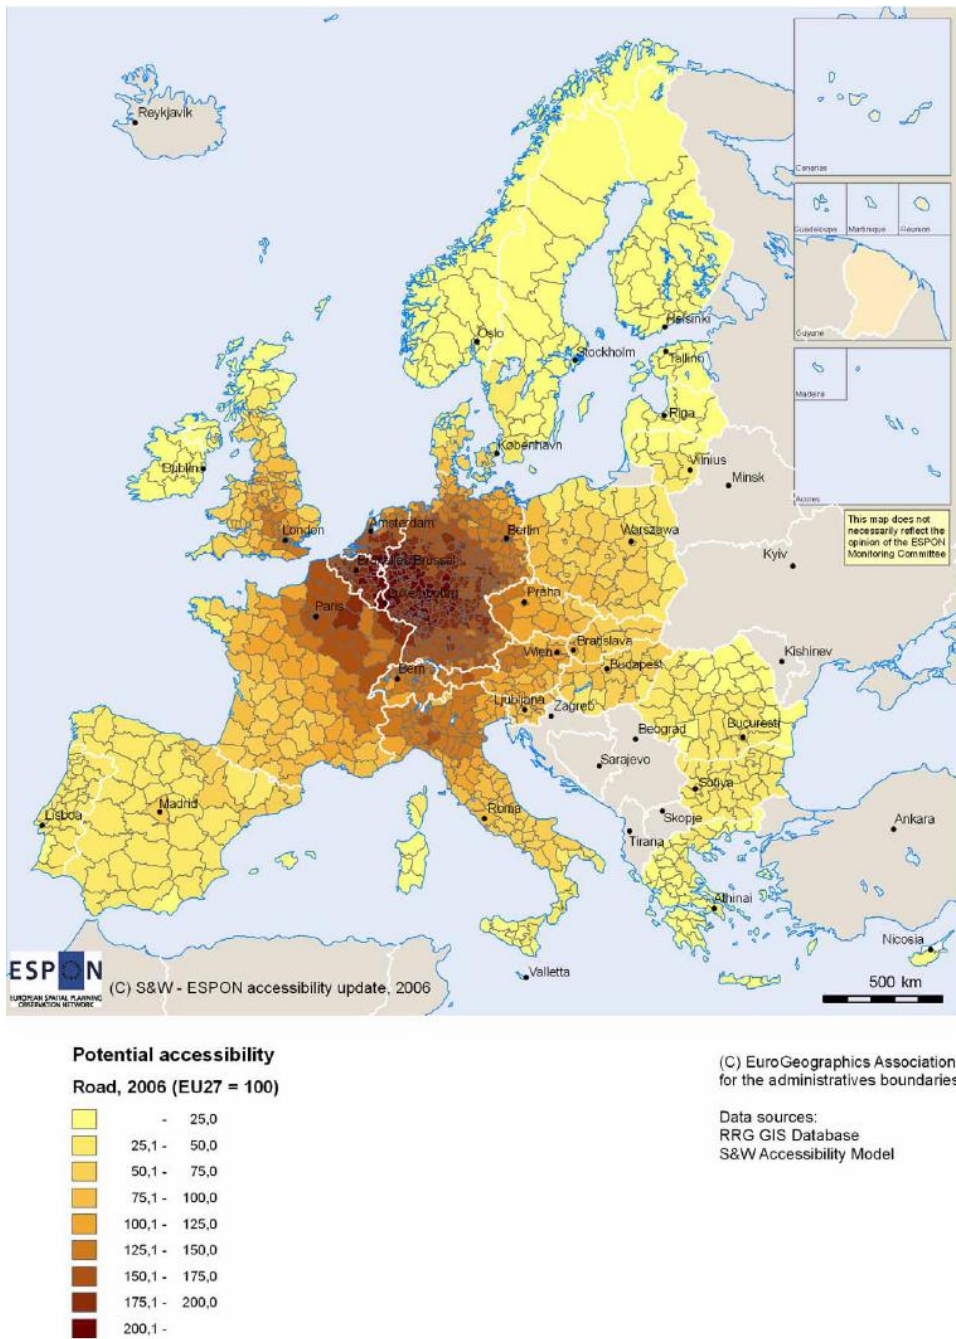 Reykjavik
Canarias
Guadeloupe
Martinique
Réunion
Guyane
Oslo
Helsinki
Stockholm
Tallinn
Madeira
Riga
Dublin
København
Vilnius
Minsk
Acores
London
Amsterdam
Berlin
Warszawa
This map does not
necessarily reflect the
opinion of the ESPON
Monitoring Committee
Kyiv
Paris
Praha
Bratislava
Wien
Kishinev
Bern
Budapest
Ljubljana
Zagreb
Beograd
Bucuresti
Sarajevo
Sofiya
Madrid
Lisboa
Roma
Skopje
Tirana
Ankara
Athinai
Nicosia
Valletta
ESPON
EUROPEAN SPATIAL PLANNING
OBSERVATION NETWORK
(C) S&W - ESPON accessibility update, 2006
500 km
Potential accessibility
Road, 2006 (EU27 = 100)
- 25,0
25,1 - 50,0
50,1 - 75,0
75,1 - 100,0
100,1 - 125,0
125,1 - 150,0
150,1 - 175,0
175,1 - 200,0
200,1 -
(C) EuroGeographics Association
for the administratives boundaries
Data sources:
RRG GIS Database
S&W Accessibility Model